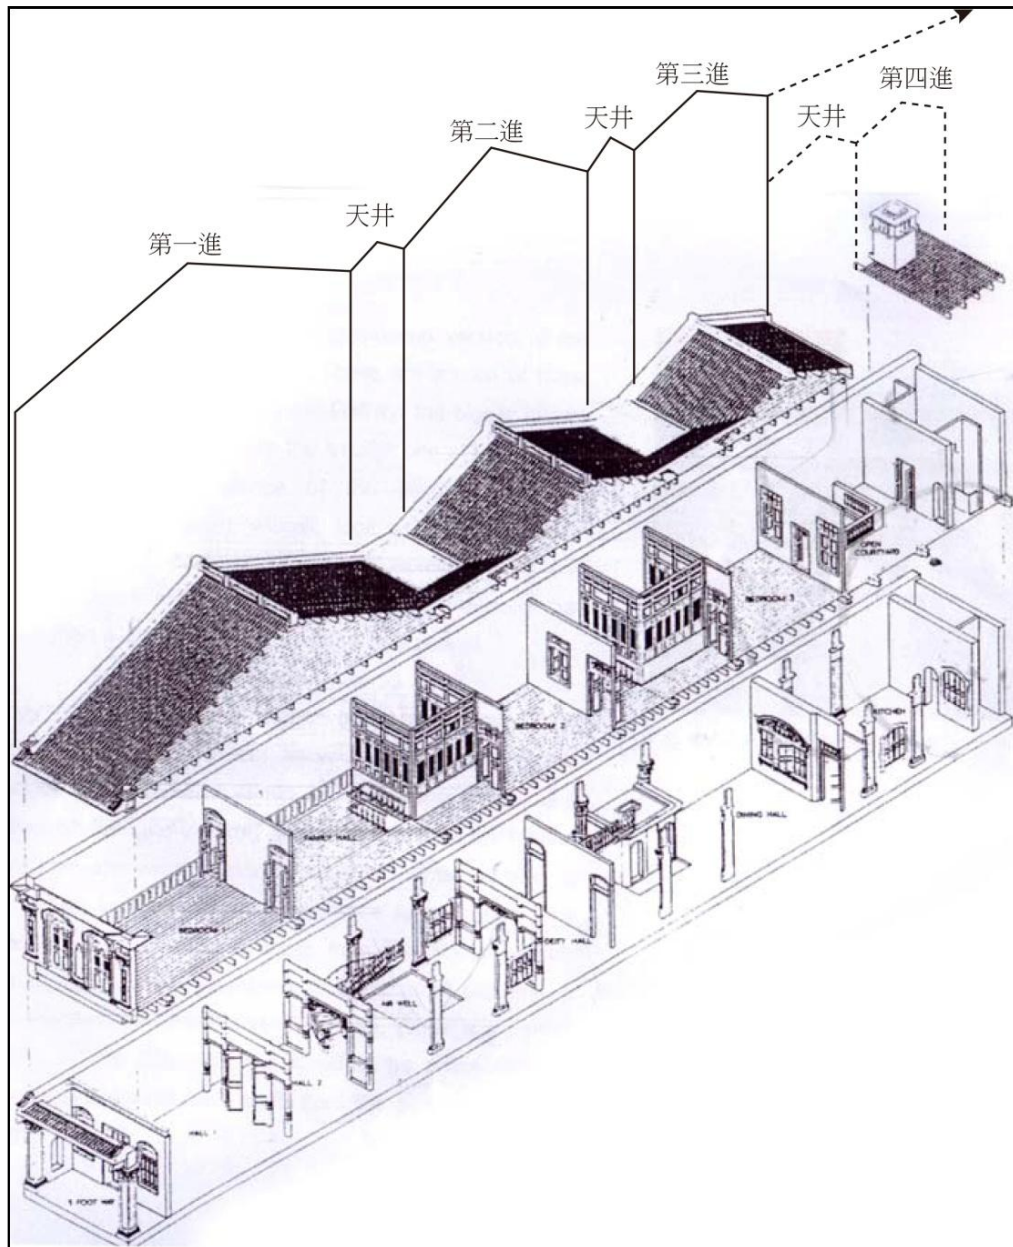 第三進
第四進
天井
天井
第二進
天井
第一進
OPEN
COURTYARD
BEDROOM 3
BEDROOM 2
KITCHEN
FAMILY HALL
DINING HALL
BEDROOM 1
DEITY HALL
AIR WELL
HALL 2
HALL 1
5 FOOT WAY